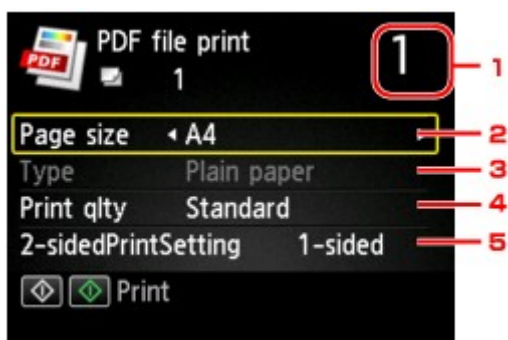 PDF file print
PDF
1
1
1
Page size A4
2
Type Plain paper
3
Print qlty Standard
4
2-sidedPrintSetting 1-sided
5
Print